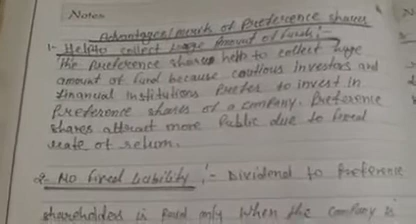 Notes
Advantages/merits of Preference shares
1- Help to collect large amount of funds:-
The Preference shares help to collect huge
amount of fund because cautious Investors and
Financial Institutions Prefer to invest in
Preference shares of a company. Preference
shares attract more Public due to fixed
rate of return.
2- No Fixed Liability:- Dividend to Preference
shareholders is Paid only when the Company is